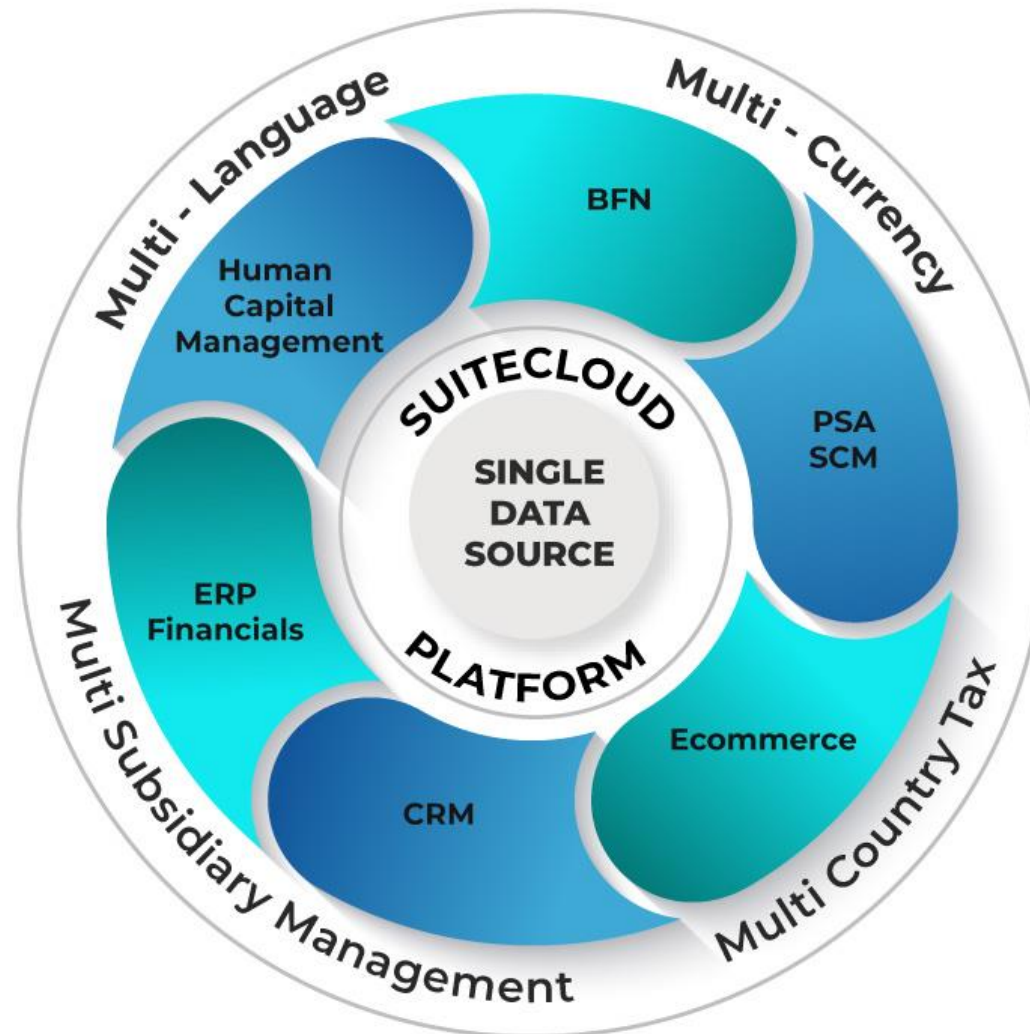 Multi - Language
Multi - Currency
BFN
Human
Capital
Management
PSA
SCM
SUITECLOUD
SINGLE
DATA
SOURCE
PLATFORM
ERP
Financials
Ecommerce
CRM
Multi Subsidiary Management
Multi Country Tax